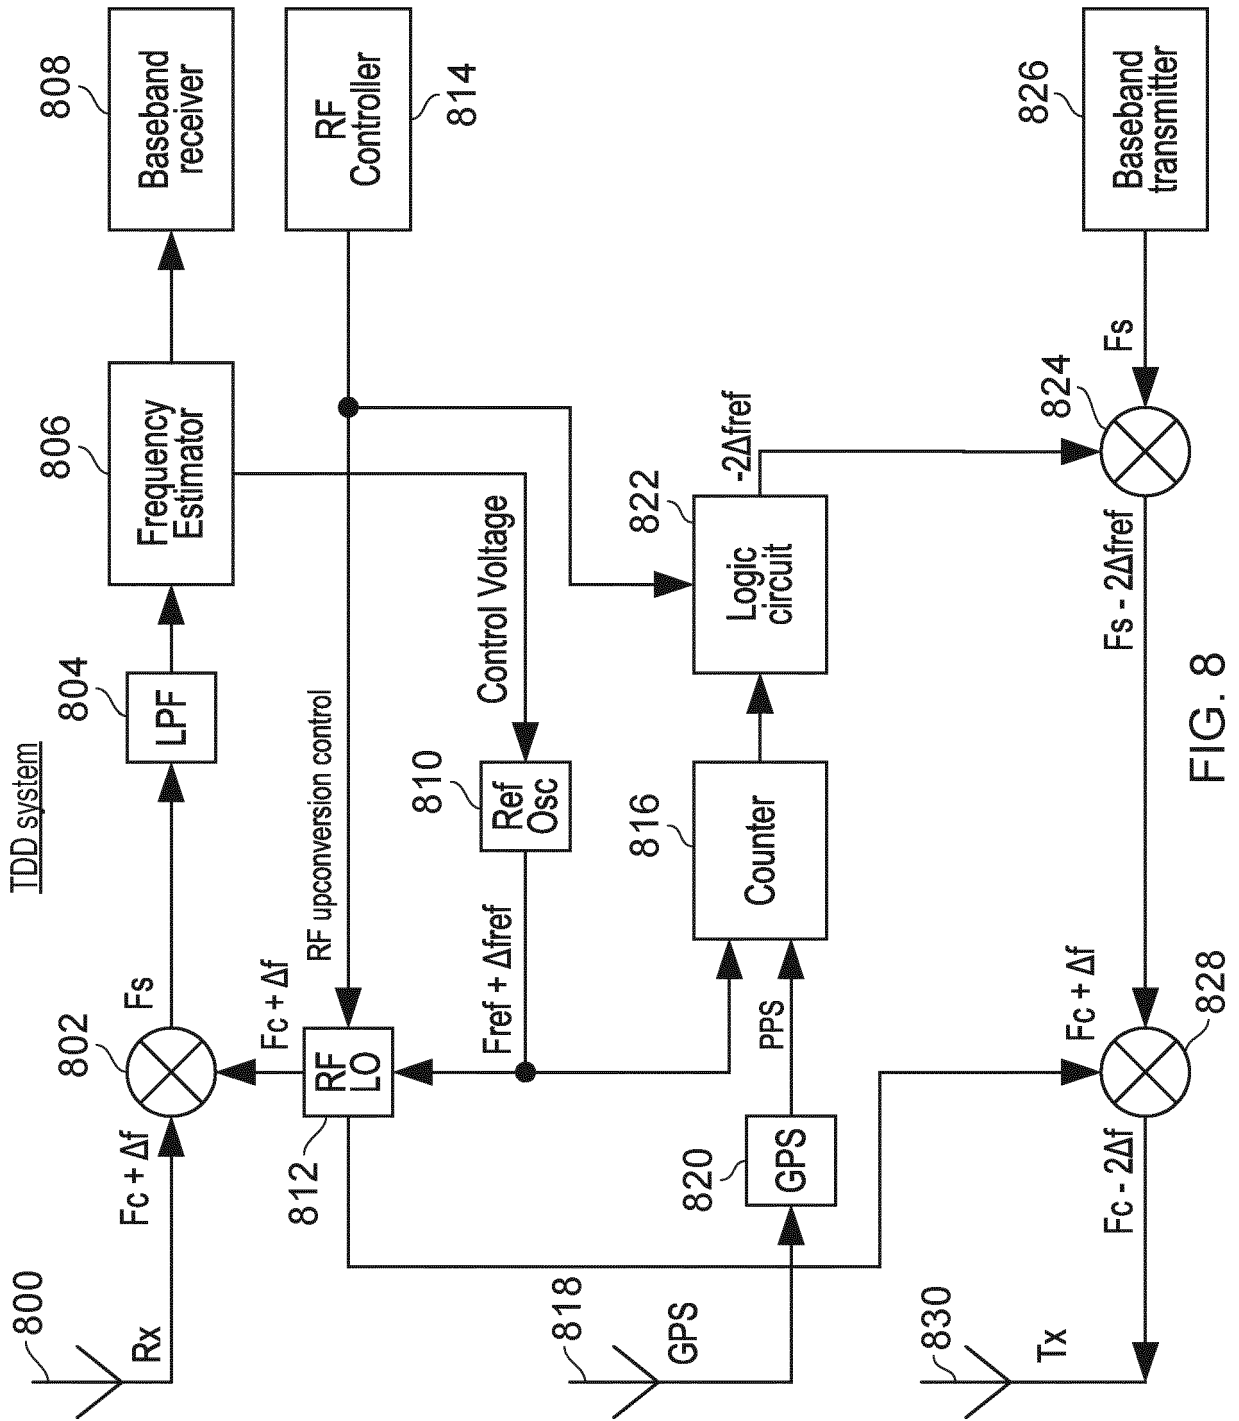 TDD system
800
Rx
Fc + Δf
802
Fs
804
LPF
806
Frequency
Estimator
808
Baseband
receiver
812
RF
LO
Fc + Δf
RF upconversion control
RF
Controller
814
Fref + Δfref
810
Ref
Osc
Control Voltage
818
GPS
820
GPS
PPS
816
Counter
822
Logic
circuit
-2Δfref
830
Tx
Fc - 2Δf
828
Fc + Δf
Fs - 2Δfref
824
Fs
826
Baseband
transmitter
FIG. 8